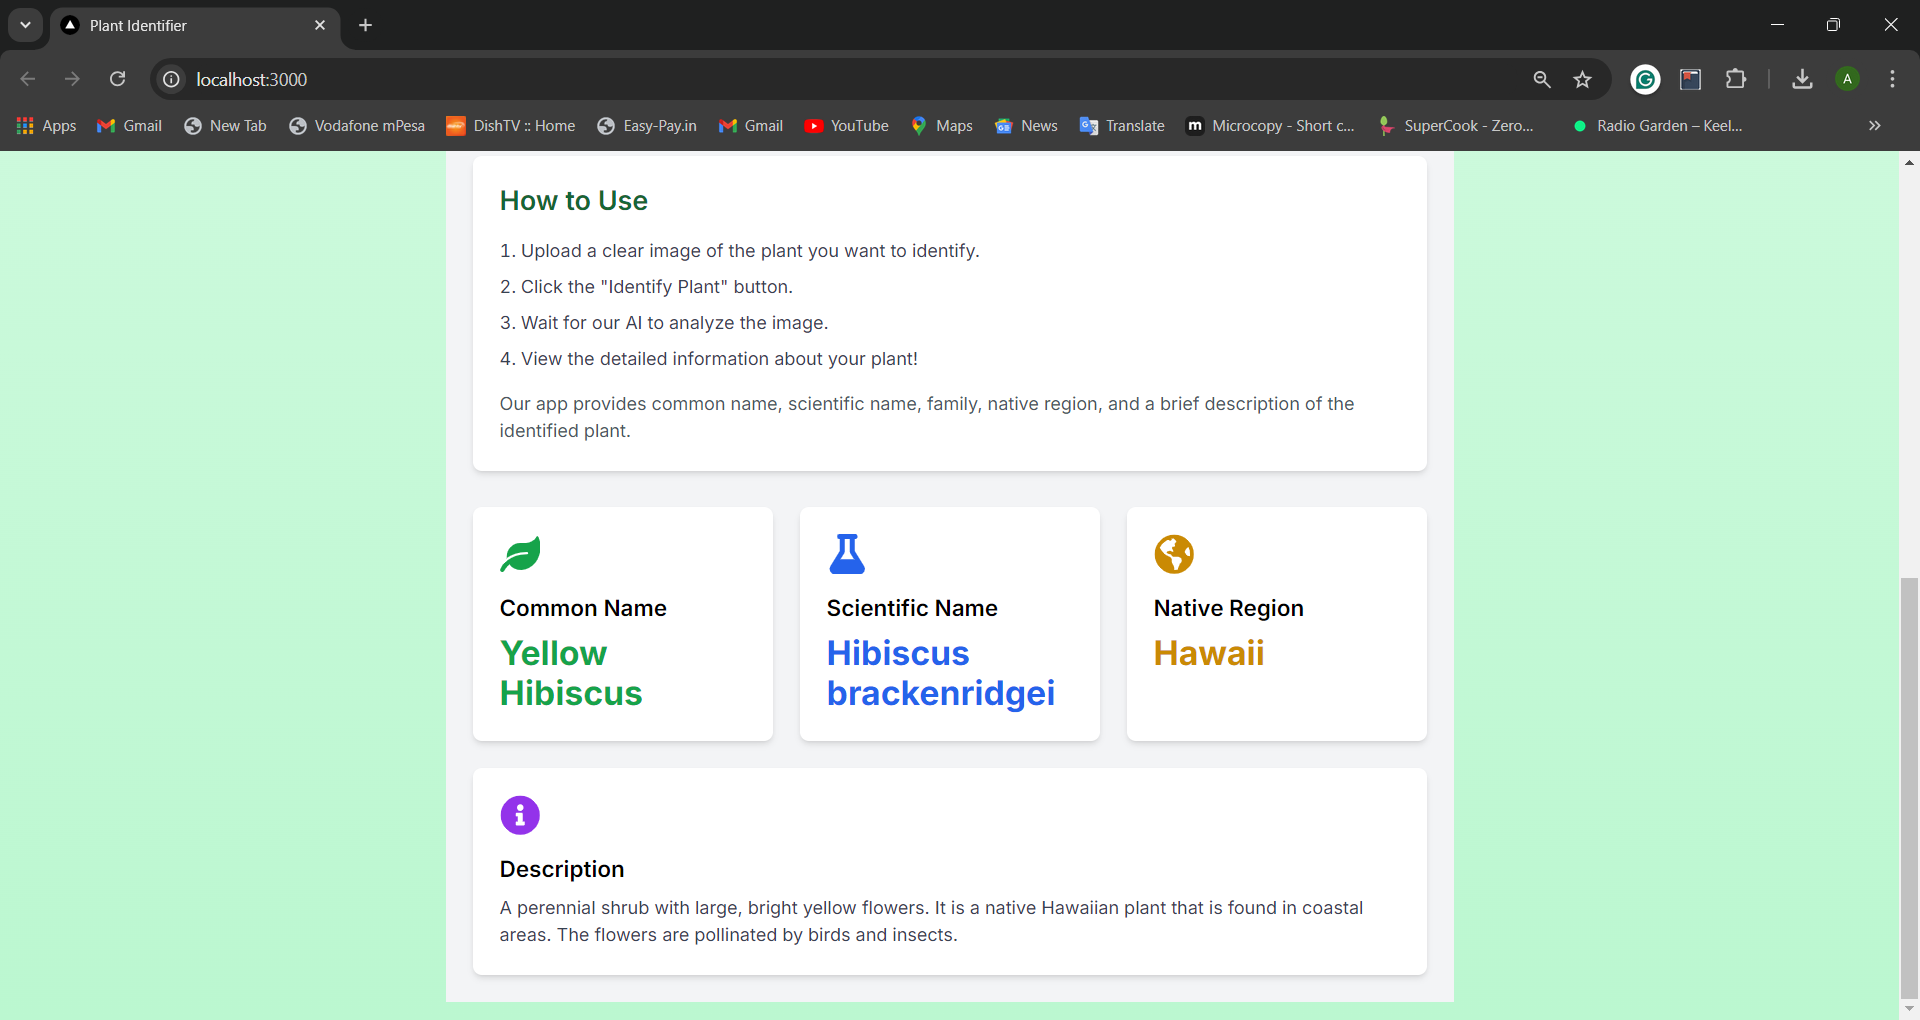 Plant Identifier
localhost:3000
Apps Gmail New Tab Vodafone mPesa DishTV :: Home Easy-Pay.in Gmail YouTube Maps News Translate m Microcopy - Short c... SuperCook - Zero... Radio Garden – Keel...
A
How to Use
1. Upload a clear image of the plant you want to identify.
2. Click the "Identify Plant" button.
3. Wait for our AI to analyze the image.
4. View the detailed information about your plant!
Our app provides common name, scientific name, family, native region, and a brief description of the
identified plant.
Common Name
Yellow
Hibiscus
Scientific Name
Hibiscus
brackenridgei
Native Region
Hawaii
Description
A perennial shrub with large, bright yellow flowers. It is a native Hawaiian plant that is found in coastal
areas. The flowers are pollinated by birds and insects.